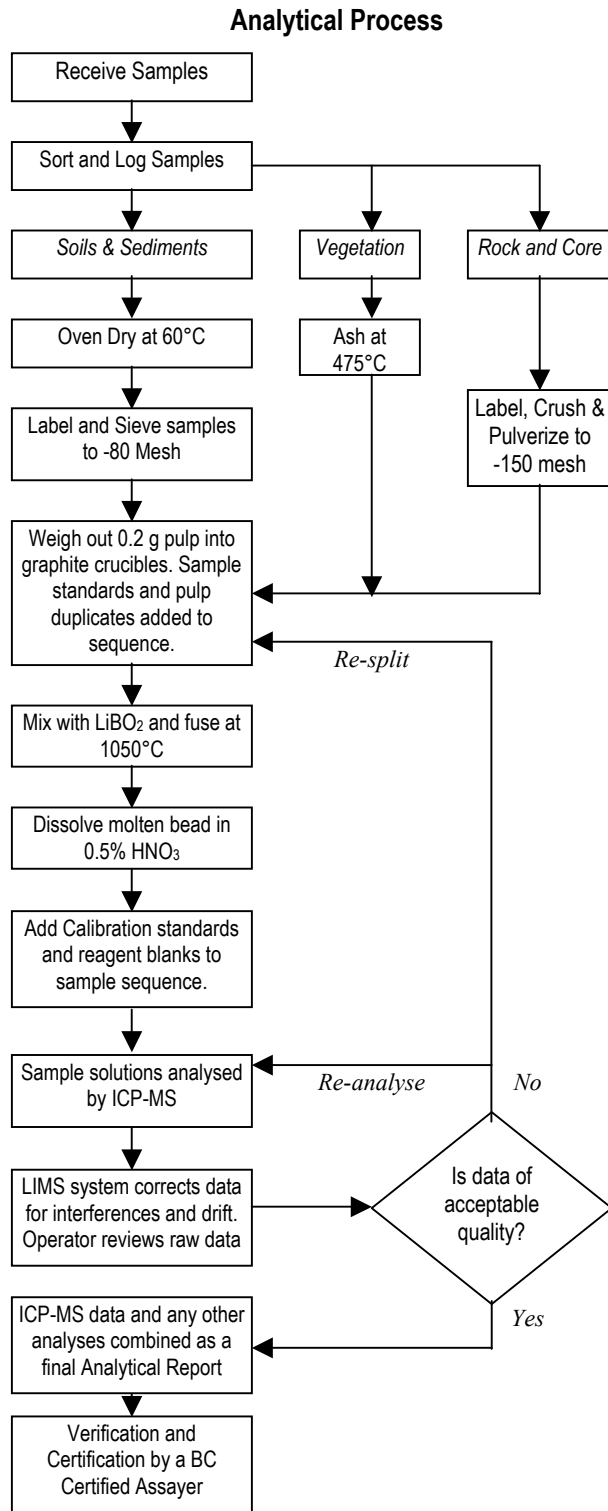 Analytical Process
Receive Samples
Sort and Log Samples
Soils & Sediments
Vegetation
Rock and Core
Oven Dry at 60°C
Ash at
475°C
Label and Sieve samples
to -80 Mesh
Label, Crush &
Pulverize to
-150 mesh
Weigh out 0.2 g pulp into
graphite crucibles. Sample
standards and pulp
duplicates added to
sequence.
Re-split
Mix with LiBO₂ and fuse at
1050°C
Dissolve molten bead in
0.5% HNO₃
Add Calibration standards
and reagent blanks to
sample sequence.
Sample solutions analysed
by ICP-MS
Re-analyse
No
LIMS system corrects data
for interferences and drift.
Operator reviews raw data
Is data of
acceptable
quality?
Yes
ICP-MS data and any other
analyses combined as a
final Analytical Report
Verification and
Certification by a BC
Certified Assayer